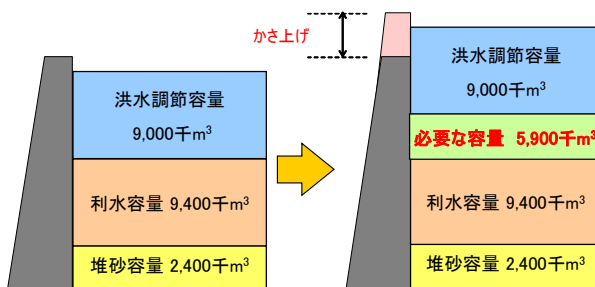 洪水調節容量
9,000千m³
利水容量 9,400千m³
堆砂容量 2,400千m³
かさ上げ
洪水調節容量
9,000千m³
必要な容量 5,900千m³
利水容量 9,400千m³
堆砂容量 2,400千m³